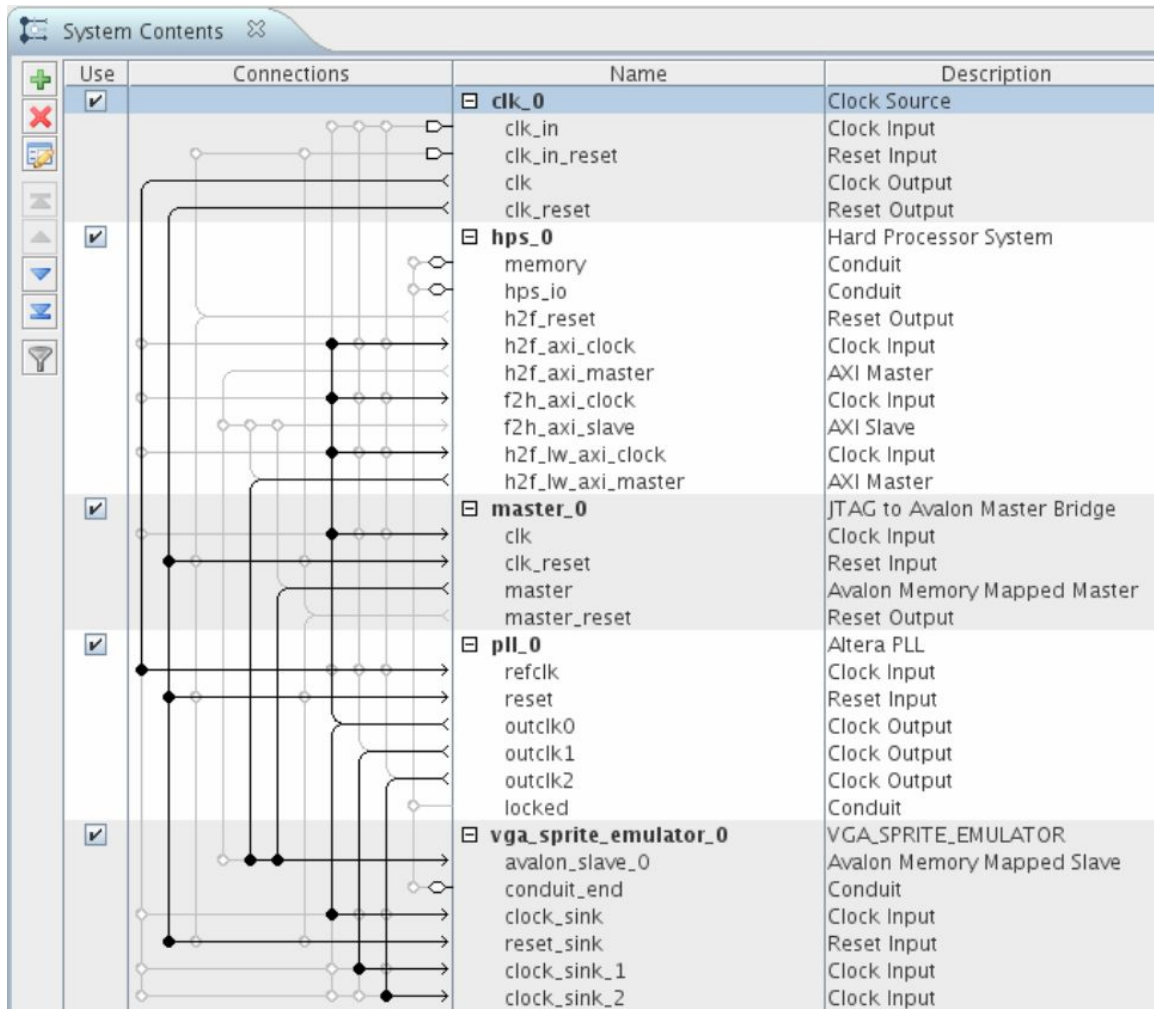 System Contents
Use Connections Name Description
clk_0 Clock Source
clk_in Clock Input
clk_in_reset Reset Input
clk Clock Output
clk_reset Reset Output
hps_0 Hard Processor System
memory Conduit
hps_io Conduit
h2f_reset Reset Output
h2f_axi_clock Clock Input
h2f_axi_master AXI Master
f2h_axi_clock Clock Input
f2h_axi_slave AXI Slave
h2f_lw_axi_clock Clock Input
h2f_lw_axi_master AXI Master
master_0 JTAG to Avalon Master Bridge
clk Clock Input
clk_reset Reset Input
master Avalon Memory Mapped Master
master_reset Reset Output
pll_0 Altera PLL
refclk Clock Input
reset Reset Input
outclk0 Clock Output
outclk1 Clock Output
outclk2 Clock Output
locked Conduit
vga_sprite_emulator_0 VGA_SPRITE_EMULATOR
avalon_slave_0 Avalon Memory Mapped Slave
conduit_end Conduit
clock_sink Clock Input
reset_sink Reset Input
clock_sink_1 Clock Input
clock_sink_2 Clock Input